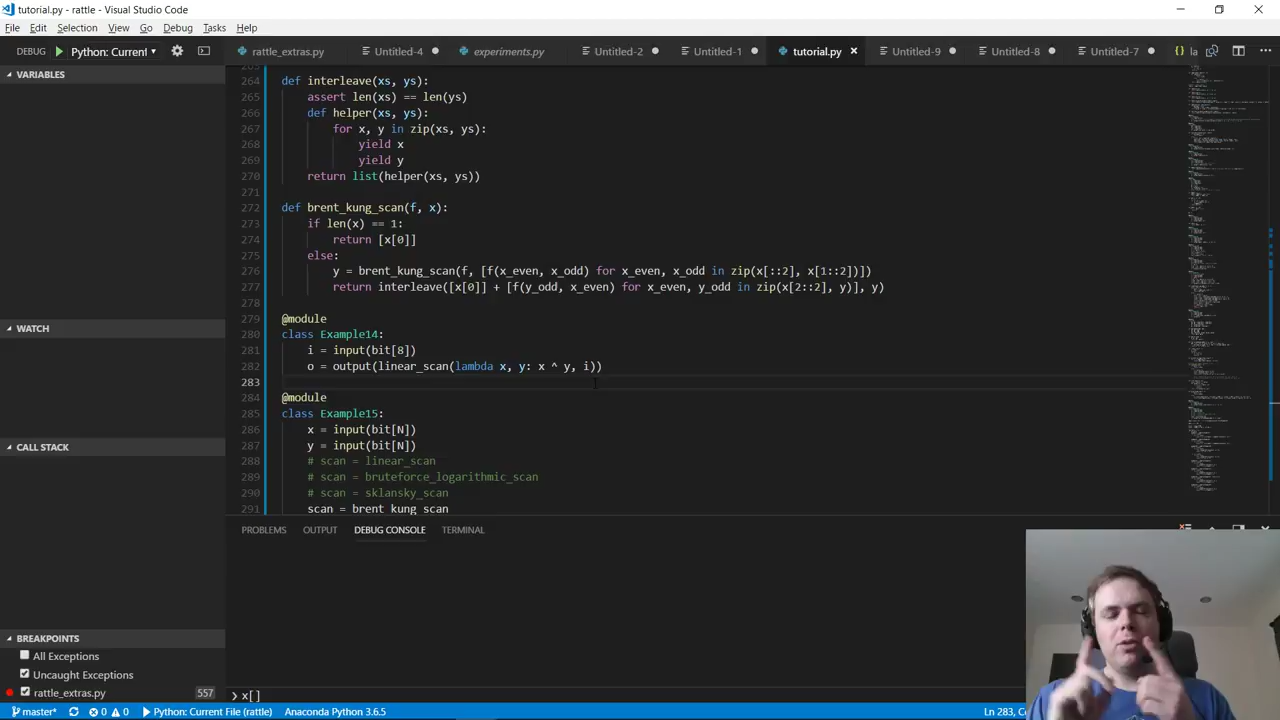 tutorial.py - rattle - Visual Studio Code
File Edit Selection View Go Debug Tasks Help
DEBUG Python: Current rattle_extras.py Untitled-4 experiments.py Untitled-2 Untitled-1 tutorial.py Untitled-9 Untitled-8 Untitled-7 {} la
VARIABLES
WATCH
CALL STACK
BREAKPOINTS
All Exceptions
Uncaught Exceptions
rattle_extras.py 557
263
264 def interleave(xs, ys):
265 assert len(xs) == len(ys)
266 def helper(xs, ys):
267 for x, y in zip(xs, ys):
268 yield x
269 yield y
270 return list(helper(xs, ys))
271
272 def brent_kung_scan(f, x):
273 if len(x) == 1:
274 return [x[0]]
275 else:
276 y = brent_kung_scan(f, [f(x_even, x_odd) for x_even, x_odd in zip(x[::2], x[1::2])])
277 return interleave([x[0]] + [f(y_odd, x_even) for x_even, y_odd in zip(x[2::2], y)], y)
278
279 @module
280 class Example14:
281 i = input(bit[8])
282 o = output(linear_scan(lambda x, y: x ^ y, i))
283
284 @module
285 class Example15:
286 x = input(bit[N])
287 y = input(bit[N])
288 # scan = linear_scan
289 # scan = bruteforce_logarithmic_scan
290 # scan = sklansky_scan
291 scan = brent_kung_scan
PROBLEMS OUTPUT DEBUG CONSOLE TERMINAL
x[]
master* 0 0 Python: Current File (rattle) Anaconda Python 3.6.5 Ln 283, Co